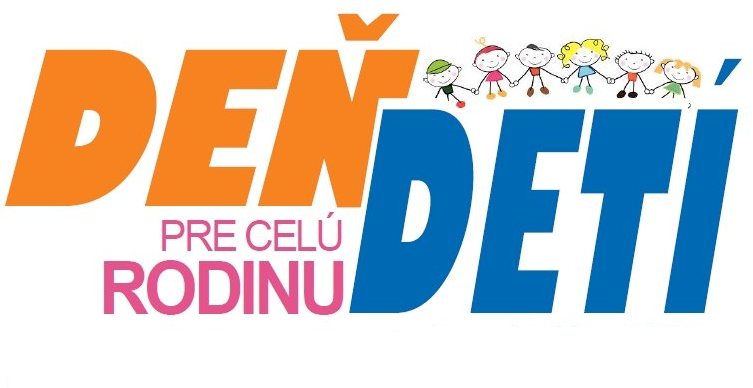 DEŇ
DETÍ
PRE CELÚ
RODINU